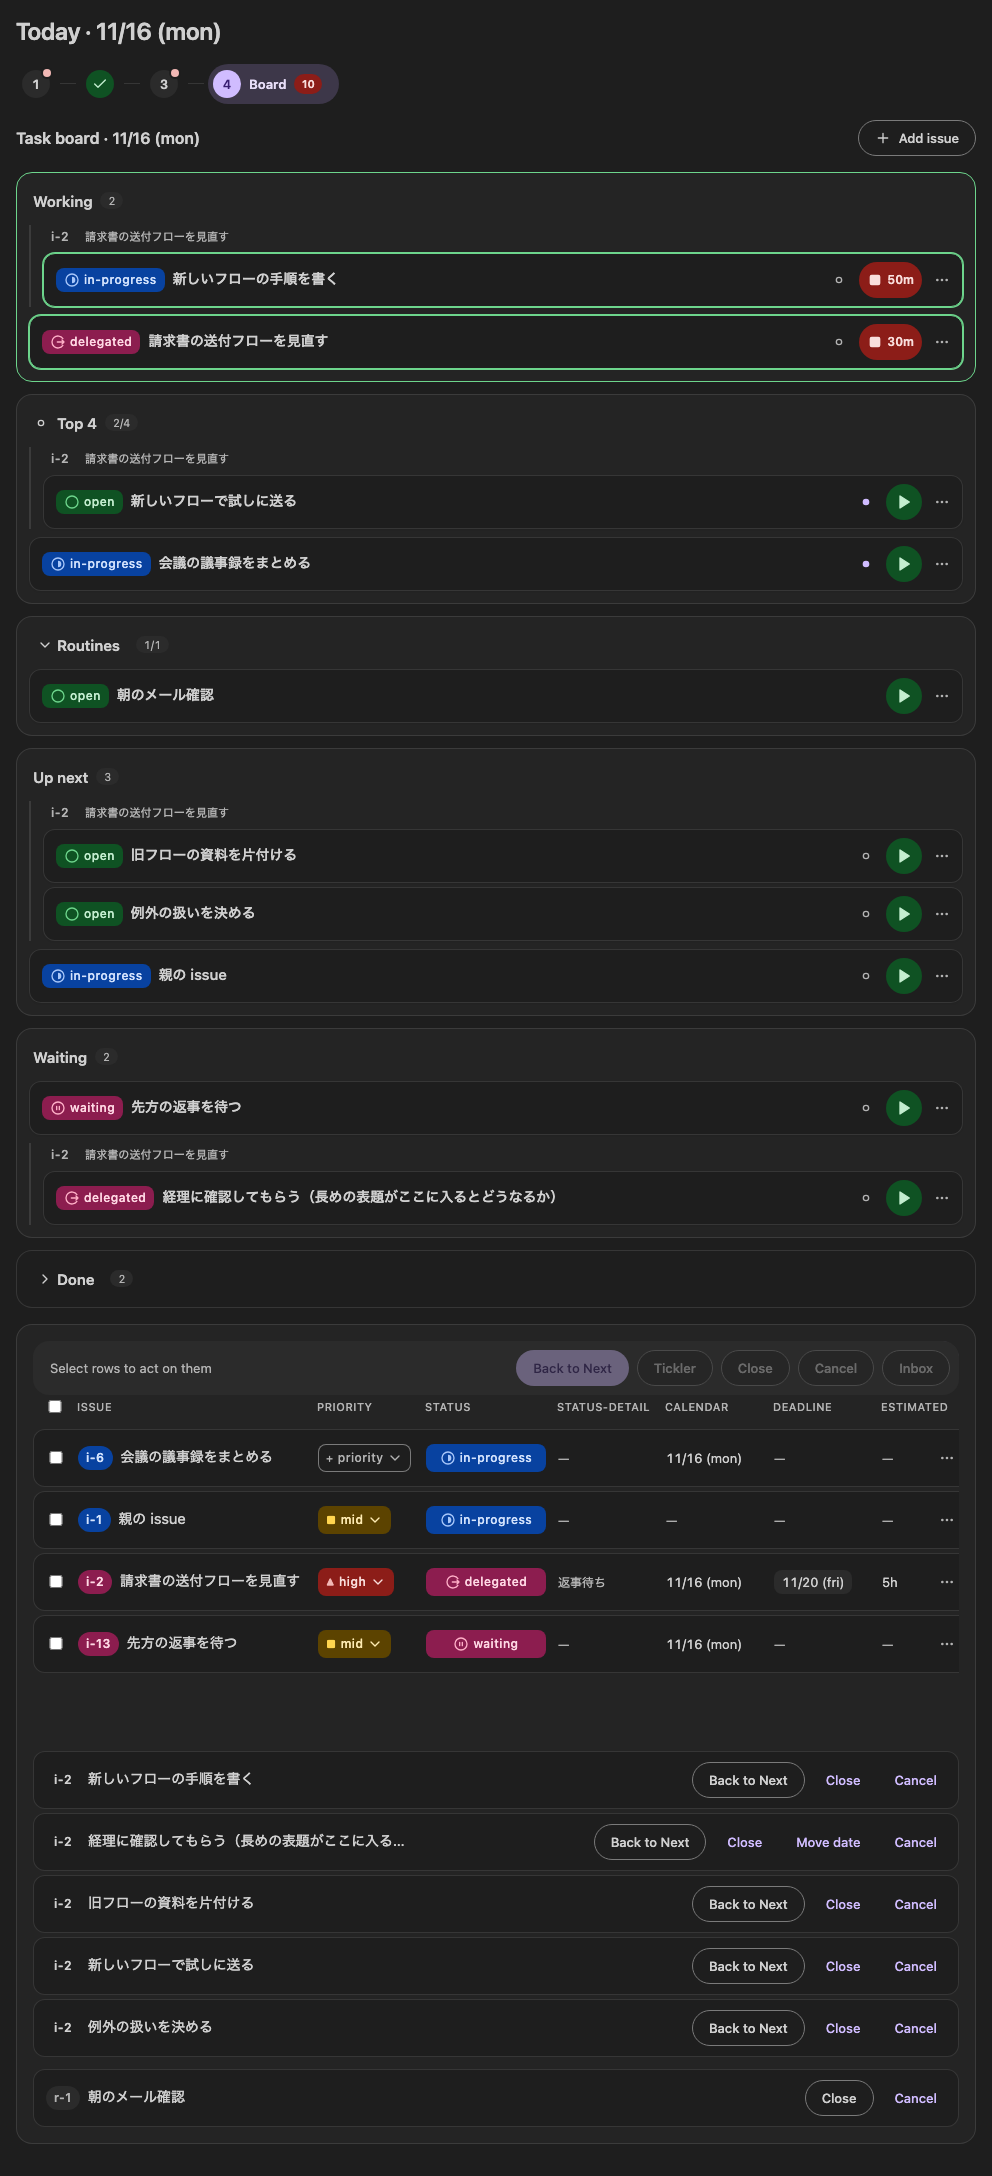 Today · 11/16 (mon)
1 3 4 Board 10
Task board · 11/16 (mon) + Add issue
Working 2
i-2 請求書の送付フローを見直す
in-progress 新しいフローの手順を書く 50m ...
delegated 請求書の送付フローを見直す 30m ...
Top 4 2/4
i-2 請求書の送付フローを見直す
open 新しいフローで試しに送る ...
in-progress 会議の議事録をまとめる ...
Routines 1/1
open 朝のメール確認 ...
Up next 3
i-2 請求書の送付フローを見直す
open 旧フローの資料を片付ける ...
open 例外の扱いを決める ...
in-progress 親の issue ...
Waiting 2
waiting 先方の返事を待つ ...
i-2 請求書の送付フローを見直す
delegated 経理に確認してもらう（長めの表題がここに入るとどうなるか） ...
Done 2
Select rows to act on them Back to Next Tickler Close Cancel Inbox
ISSUE PRIORITY STATUS STATUS-DETAIL CALENDAR DEADLINE ESTIMATED
i-6 会議の議事録をまとめる + priority in-progress — 11/16 (mon) — — ...
i-1 親の issue mid in-progress — — — — ...
i-2 請求書の送付フローを見直す high delegated 返事待ち 11/16 (mon) 11/20 (fri) 5h ...
i-13 先方の返事を待つ mid waiting — 11/16 (mon) — — ...
i-2 新しいフローの手順を書く Back to Next Close Cancel
i-2 経理に確認してもらう（長めの表題がここに入る... Back to Next Close Move date Cancel
i-2 旧フローの資料を片付ける Back to Next Close Cancel
i-2 新しいフローで試しに送る Back to Next Close Cancel
i-2 例外の扱いを決める Back to Next Close Cancel
r-1 朝のメール確認 Close Cancel